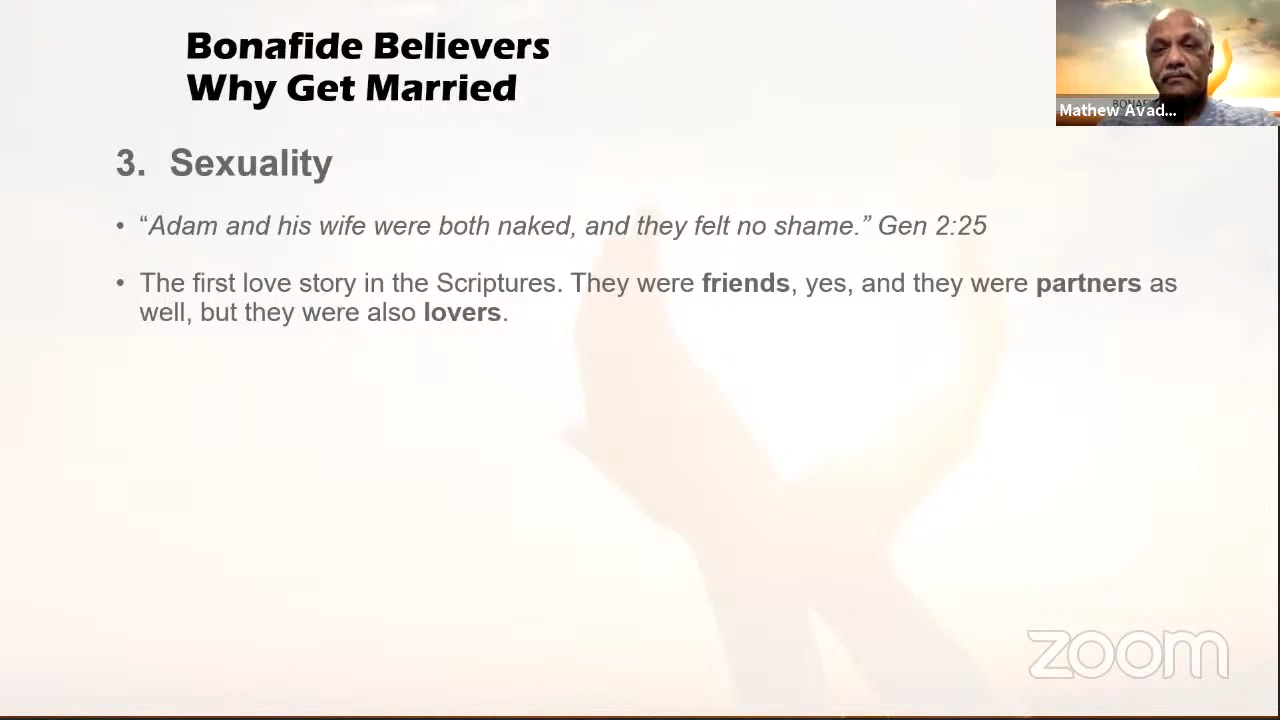 Bonafide Believers
Why Get Married
Mathew Avad...
3. Sexuality
• “Adam and his wife were both naked, and they felt no shame.” Gen 2:25
• The first love story in the Scriptures. They were friends, yes, and they were partners as
well, but they were also lovers.
zoom